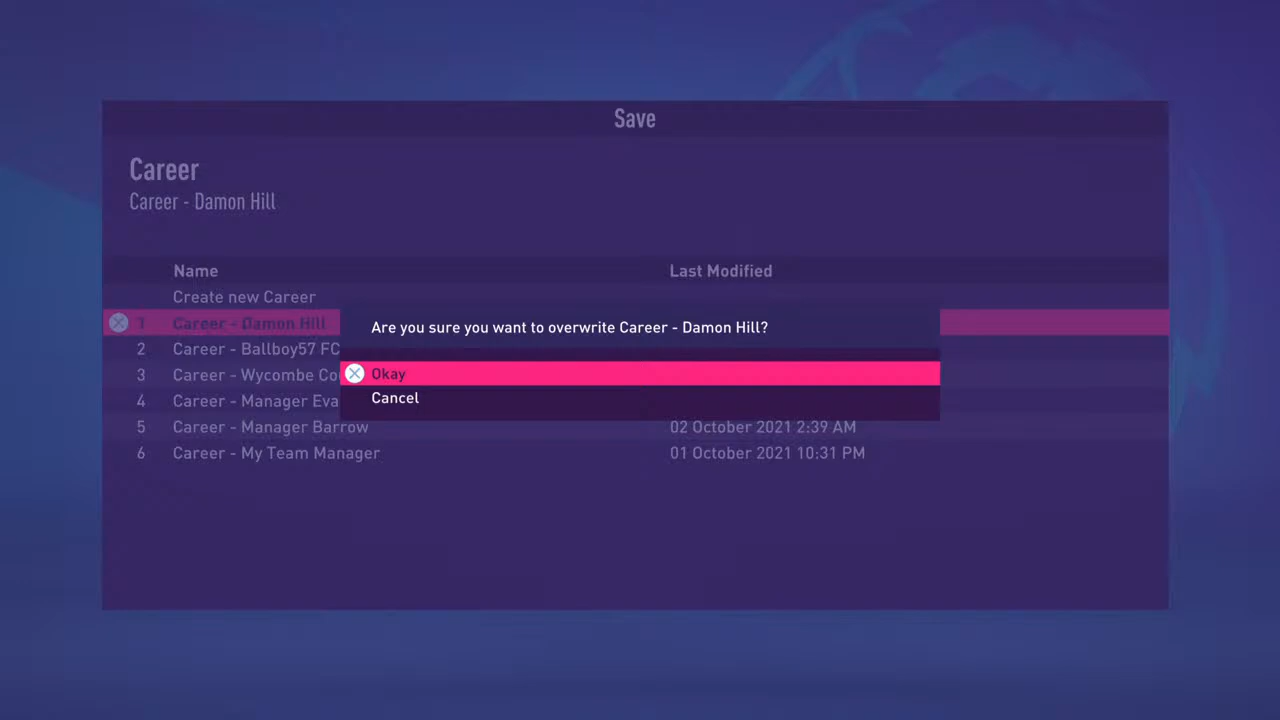 Save
Career
Career - Damon Hill
Name Last Modified
Create new Career
1 Career - Damon Hill
Are you sure you want to overwrite Career - Damon Hill?
2 Career - Ballboy57 FC
3 Career - Wycombe Co
Okay
4 Career - Manager Eva
Cancel
5 Career - Manager Barrow 02 October 2021 2:39 AM
6 Career - My Team Manager 01 October 2021 10:31 PM